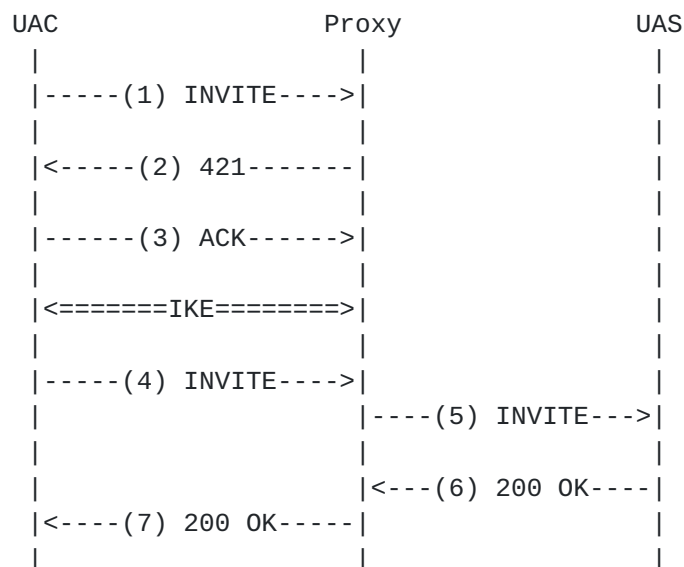 UAC                 Proxy               UAS
 |                    |                  |
 |-----(1) INVITE---->|                  |
 |                    |                  |
 |<-----(2) 421-------|                  |
 |                    |                  |
 |------(3) ACK------>|                  |
 |                    |                  |
 |<=======IKE========>|                  |
 |                    |                  |
 |-----(4) INVITE---->|                  |
 |                    |----(5) INVITE--->|
 |                    |                  |
 |                    |<---(6) 200 OK----|
 |<----(7) 200 OK-----|                  |
 |                    |                  |